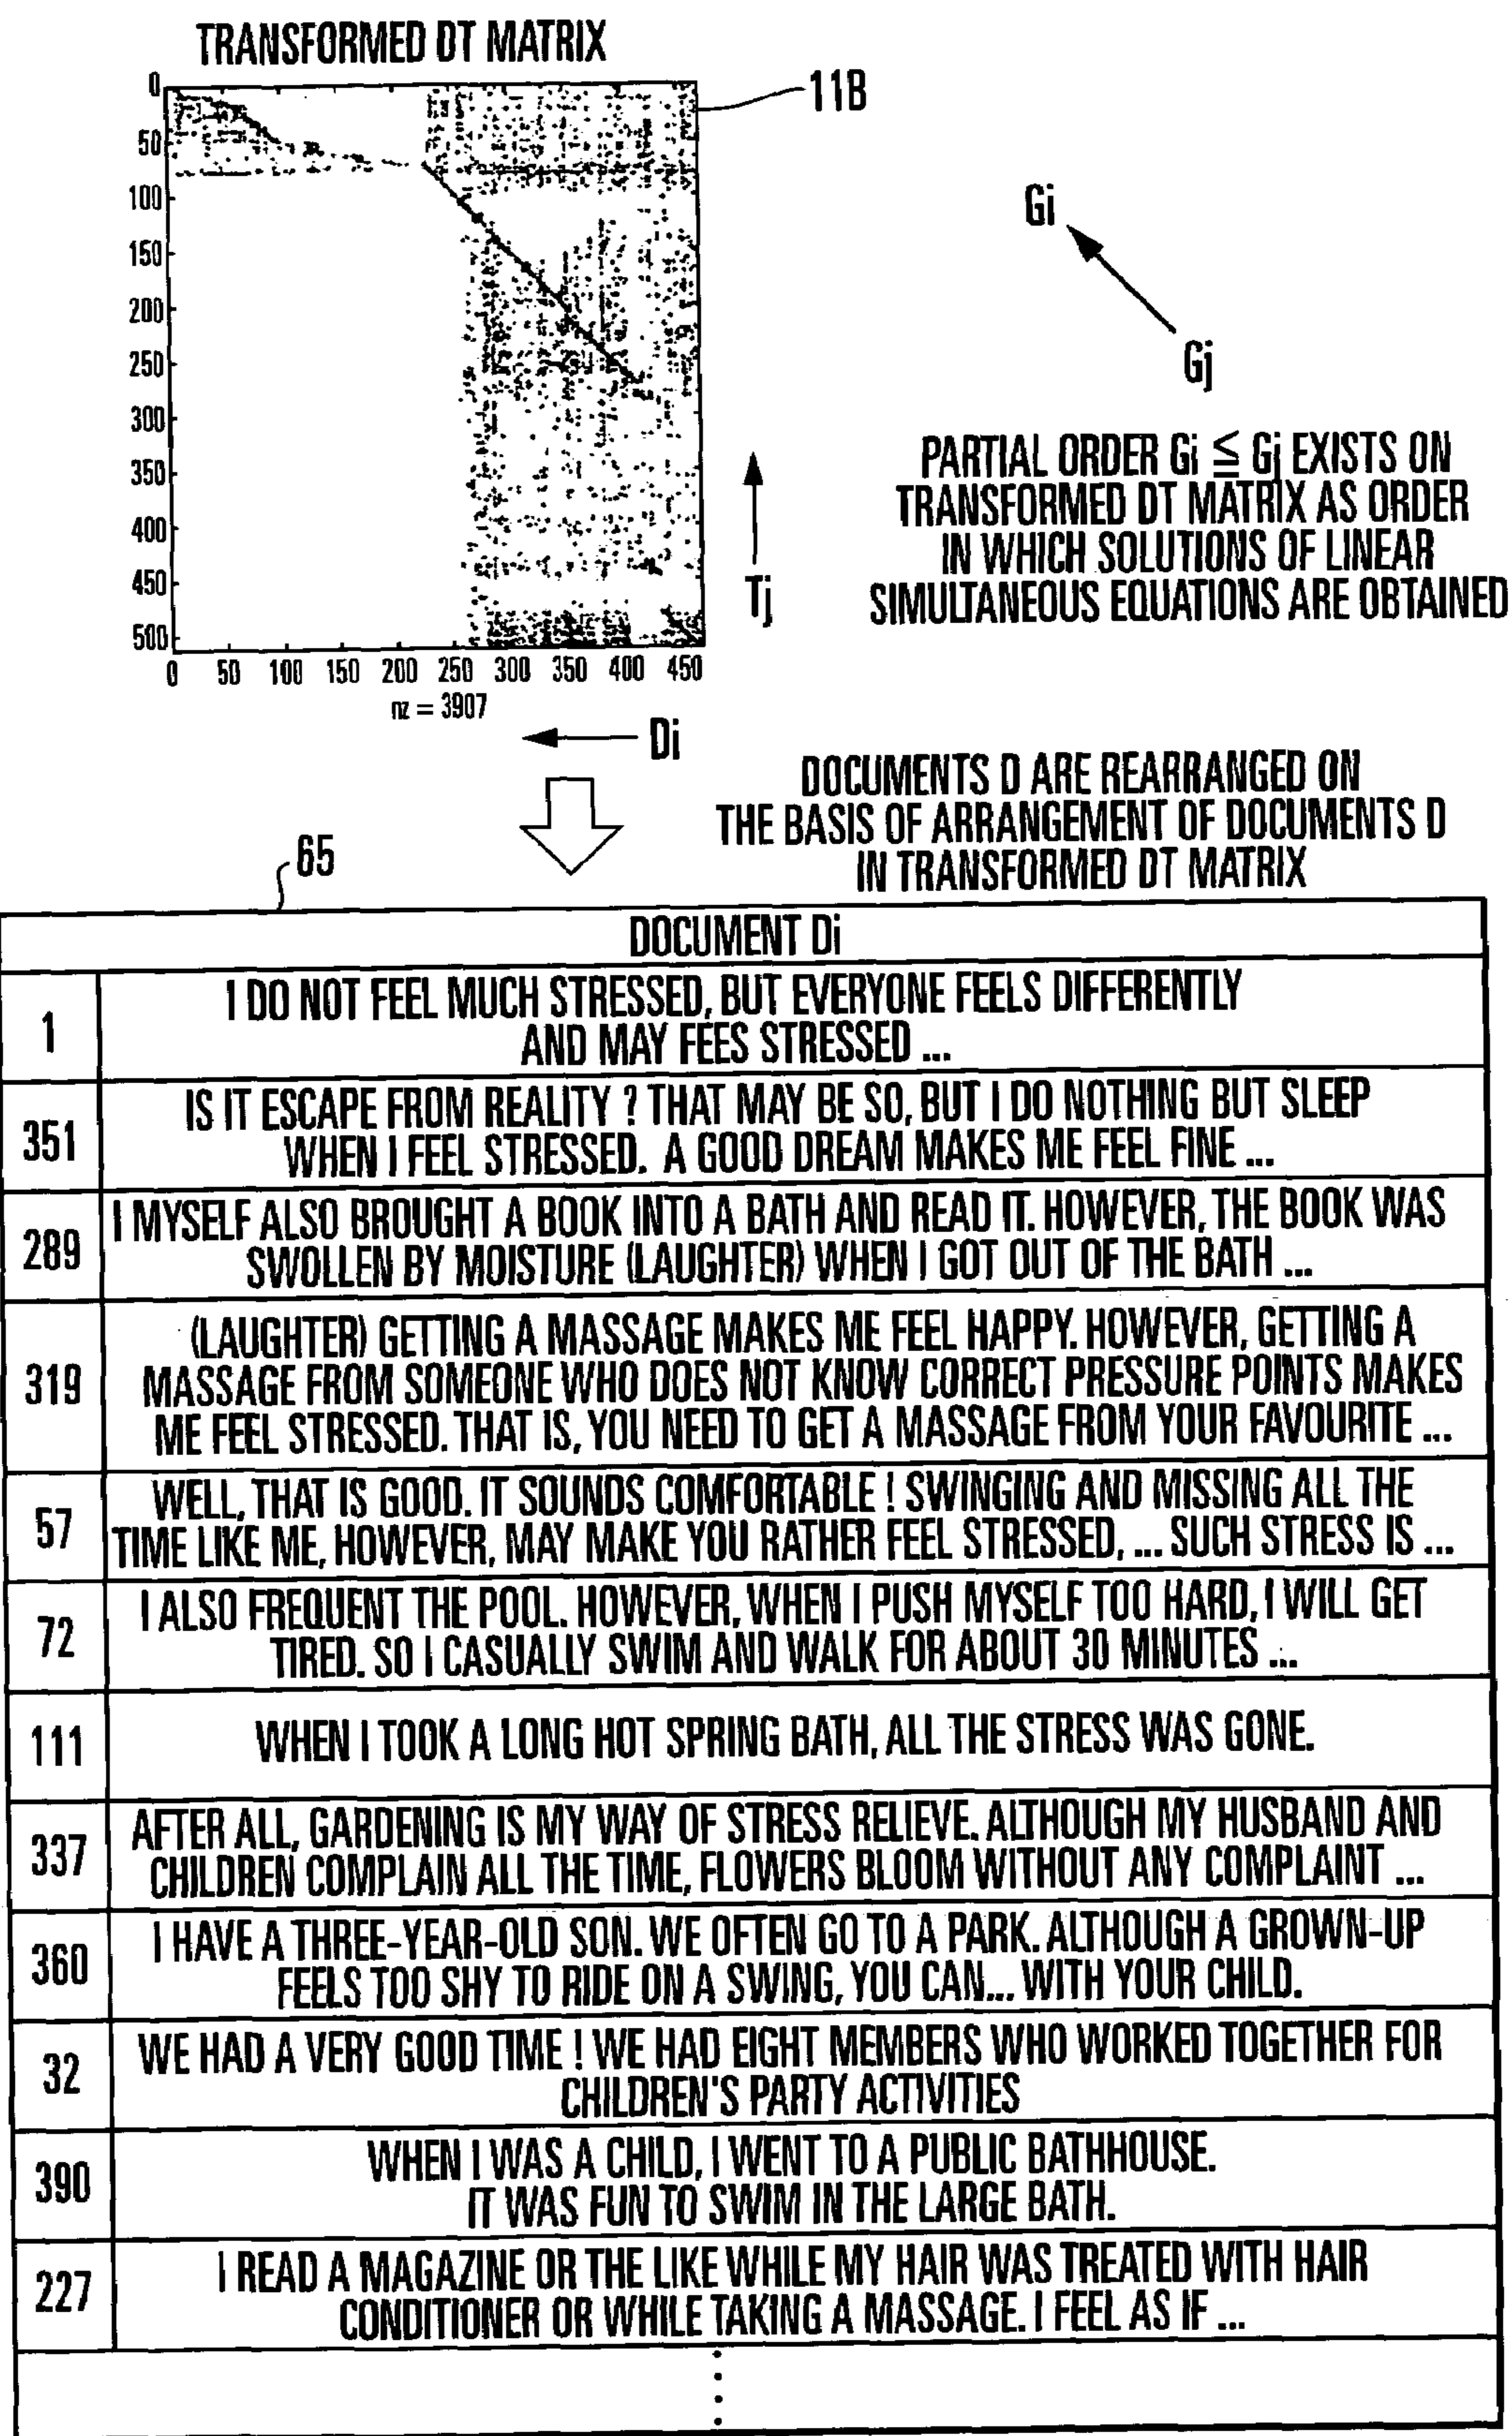 TRANSFORMED DT MATRIX
11B
0
50
100
150
200
250
300
350
400
450
500
0 50 100 150 200 250 300 350 400 450
nz = 3907
Tj
Di
Gi
Gj
PARTIAL ORDER Gi ≦ Gj EXISTS ON
TRANSFORMED DT MATRIX AS ORDER
IN WHICH SOLUTIONS OF LINEAR
SIMULTANEOUS EQUATIONS ARE OBTAINED
DOCUMENTS D ARE REARRANGED ON
THE BASIS OF ARRANGEMENT OF DOCUMENTS D
IN TRANSFORMED DT MATRIX
65
DOCUMENT Di
1
I DO NOT FEEL MUCH STRESSED, BUT EVERYONE FEELS DIFFERENTLY
AND MAY FEES STRESSED ...
351
IS IT ESCAPE FROM REALITY ? THAT MAY BE SO, BUT I DO NOTHING BUT SLEEP
WHEN I FEEL STRESSED. A GOOD DREAM MAKES ME FEEL FINE ...
289
I MYSELF ALSO BROUGHT A BOOK INTO A BATH AND READ IT. HOWEVER, THE BOOK WAS
SWOLLEN BY MOISTURE (LAUGHTER) WHEN I GOT OUT OF THE BATH ...
319
(LAUGHTER) GETTING A MASSAGE MAKES ME FEEL HAPPY. HOWEVER, GETTING A
MASSAGE FROM SOMEONE WHO DOES NOT KNOW CORRECT PRESSURE POINTS MAKES
ME FEEL STRESSED. THAT IS, YOU NEED TO GET A MASSAGE FROM YOUR FAVOURITE ...
57
WELL, THAT IS GOOD. IT SOUNDS COMFORTABLE ! SWINGING AND MISSING ALL THE
TIME LIKE ME, HOWEVER, MAY MAKE YOU RATHER FEEL STRESSED, ... SUCH STRESS IS ...
72
I ALSO FREQUENT THE POOL. HOWEVER, WHEN I PUSH MYSELF TOO HARD, I WILL GET
TIRED. SO I CASUALLY SWIM AND WALK FOR ABOUT 30 MINUTES ...
111
WHEN I TOOK A LONG HOT SPRING BATH, ALL THE STRESS WAS GONE.
337
AFTER ALL, GARDENING IS MY WAY OF STRESS RELIEVE. ALTHOUGH MY HUSBAND AND
CHILDREN COMPLAIN ALL THE TIME, FLOWERS BLOOM WITHOUT ANY COMPLAINT ...
360
I HAVE A THREE-YEAR-OLD SON. WE OFTEN GO TO A PARK. ALTHOUGH A GROWN-UP
FEELS TOO SHY TO RIDE ON A SWING, YOU CAN... WITH YOUR CHILD.
32
WE HAD A VERY GOOD TIME ! WE HAD EIGHT MEMBERS WHO WORKED TOGETHER FOR
CHILDREN'S PARTY ACTIVITIES
390
WHEN I WAS A CHILD, I WENT TO A PUBLIC BATHHOUSE.
IT WAS FUN TO SWIM IN THE LARGE BATH.
227
I READ A MAGAZINE OR THE LIKE WHILE MY HAIR WAS TREATED WITH HAIR
CONDITIONER OR WHILE TAKING A MASSAGE. I FEEL AS IF ...